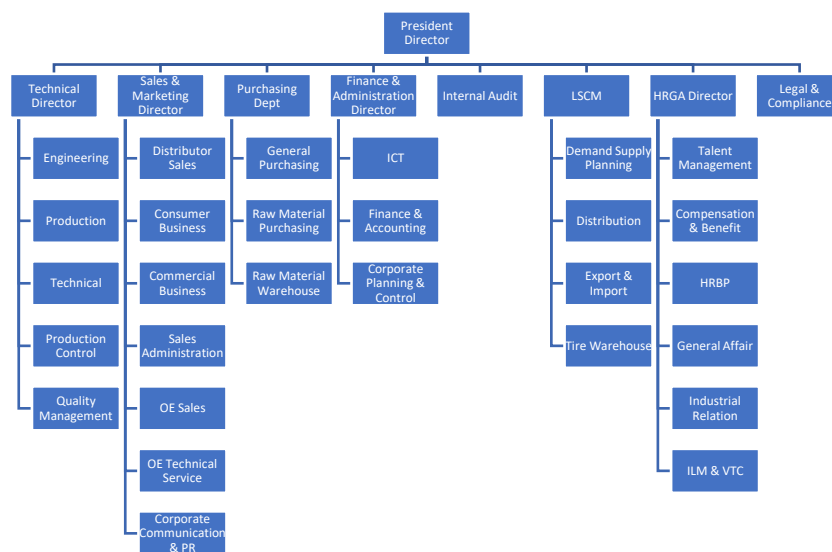 President
Director
Technical
Director
Sales &
Marketing
Director
Purchasing
Dept
Finance &
Administration
Director
Internal Audit
LSCM
HRGA Director
Legal &
Compliance
Engineering
Production
Technical
Production
Control
Quality
Management
Distributor
Sales
Consumer
Business
Commercial
Business
Sales
Administration
OE Sales
OE Technical
Service
Corporate
Communication
& PR
General
Purchasing
Raw Material
Purchasing
Raw Material
Warehouse
ICT
Finance &
Accounting
Corporate
Planning &
Control
Demand Supply
Planning
Distribution
Export &
Import
Tire Warehouse
Talent
Management
Compensation
& Benefit
HRBP
General Affair
Industrial
Relation
ILM & VTC